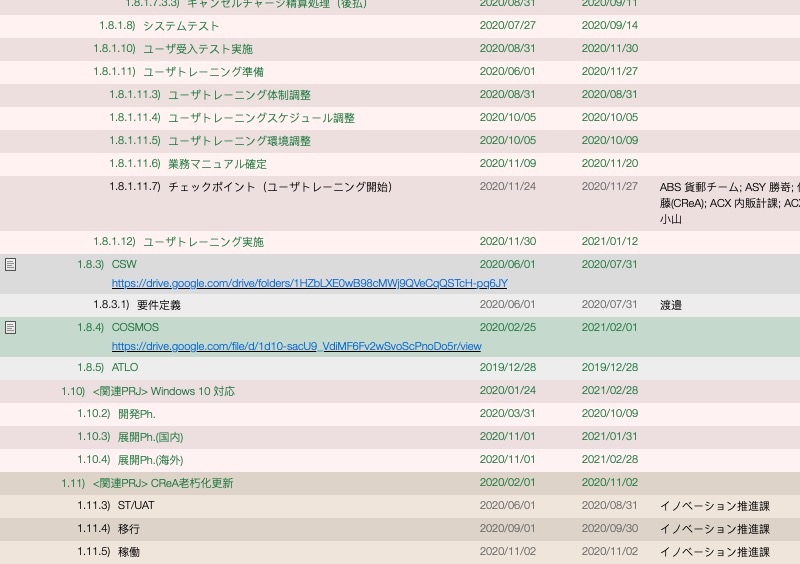 1.8.1.7.3.3) キャンセルチャージ精算処理（後払） 2020/08/31 2020/09/11
1.8.1.8) システムテスト 2020/07/27 2020/09/14
1.8.1.10) ユーザ受入テスト実施 2020/08/31 2020/11/30
1.8.1.11) ユーザトレーニング準備 2020/06/01 2020/11/27
1.8.1.11.3) ユーザトレーニング体制調整 2020/08/31 2020/08/31
1.8.1.11.4) ユーザトレーニングスケジュール調整 2020/10/05 2020/10/05
1.8.1.11.5) ユーザトレーニング環境調整 2020/10/05 2020/10/09
1.8.1.11.6) 業務マニュアル確定 2020/11/09 2020/11/20
1.8.1.11.7) チェックポイント（ユーザトレーニング開始） 2020/11/24 2020/11/27 ABS 貨郵チーム; ASY 勝嵜;
藤(CReA); ACX 内販計課;
小山
1.8.1.12) ユーザトレーニング実施 2020/11/30 2021/01/12
1.8.3) CSW 2020/06/01 2020/07/31
https://drive.google.com/drive/folders/1HZbLXE0wB98cMWj9QVeCqQSTcH-pq6JY
1.8.3.1) 要件定義 2020/06/01 2020/07/31 渡邉
1.8.4) COSMOS 2020/02/25 2021/02/01
https://drive.google.com/file/d/1d10-sacU9_VdiMF6Fv2wSvoScPnoDo5r/view
1.8.5) ATLO 2019/12/28 2019/12/28
1.10) <関連PRJ> Windows 10 対応 2020/01/24 2021/02/28
1.10.2) 開発Ph. 2020/03/31 2020/10/09
1.10.3) 展開Ph.(国内) 2020/11/01 2021/01/31
1.10.4) 展開Ph.(海外) 2020/11/01 2021/02/28
1.11) <関連PRJ> CReA老朽化更新 2020/02/01 2020/11/02
1.11.3) ST/UAT 2020/06/01 2020/08/31 イノベーション推進課
1.11.4) 移行 2020/09/01 2020/09/30 イノベーション推進課
1.11.5) 稼働 2020/11/02 2020/11/02 イノベーション推進課